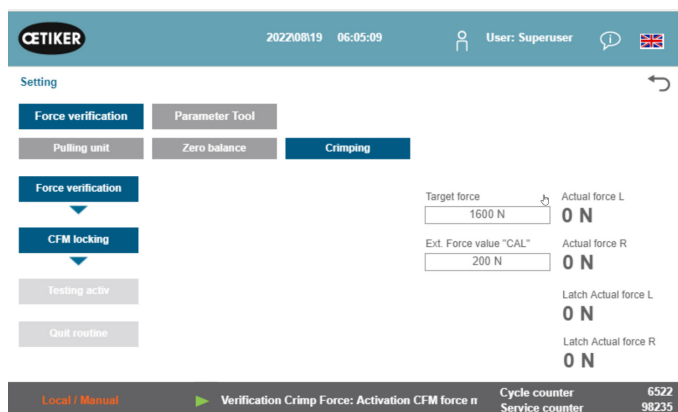 ŒTIKER
2022\08\19 06:05:09
User: Superuser
i
Setting
Force verification
Parameter Tool
Pulling unit
Zero balance
Crimping
Force verification
CFM locking
Testing activ
Quit routine
Target force
1600 N
Actual force L
0 N
Ext. Force value "CAL"
200 N
Actual force R
0 N
Latch Actual force L
0 N
Latch Actual force R
0 N
Local / Manual
Verification Crimp Force: Activation CFM force n
Cycle counter 6522
Service counter 98235